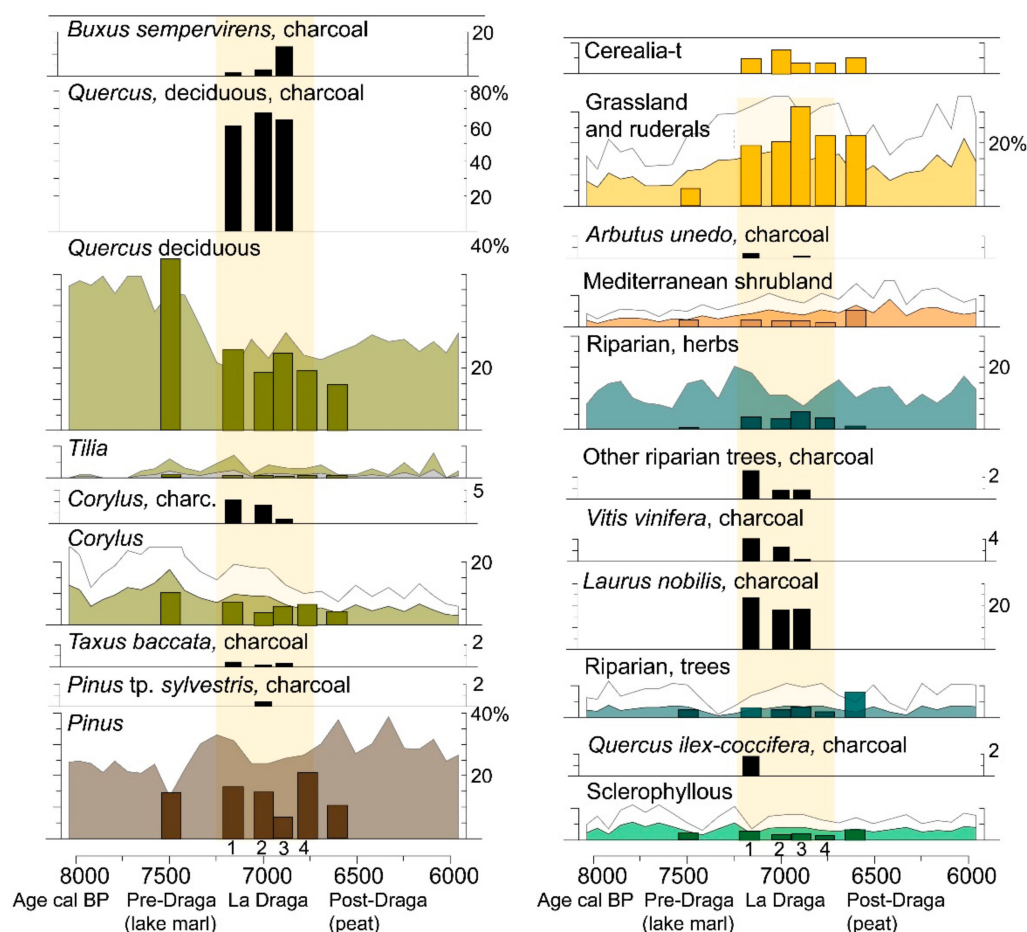 Buxus sempervirens, charcoal
20
Quercus, deciduous, charcoal
80%
60
40
20
Quercus deciduous
40%
20
Tilia
Corylus, charc.
5
Corylus
20
Taxus baccata, charcoal
2
Pinus tp. sylvestris, charcoal
2
Pinus
40%
20
1 2 3 4
8000 7500 7000 6500 6000
Age cal BP Pre-Draga La Draga Post-Draga
(lake marl) (peat)
Cerealia-t
Grassland
and ruderals
20%
Arbutus unedo, charcoal
Mediterranean shrubland
Riparian, herbs
20
Other riparian trees, charcoal
2
Vitis vinifera, charcoal
4
Laurus nobilis, charcoal
20
Riparian, trees
Quercus ilex-coccifera, charcoal
2
Sclerophyllous
1 2 3 4
8000 7500 7000 6500 6000
Age cal BP Pre-Draga La Draga Post-Draga
(lake marl) (peat)